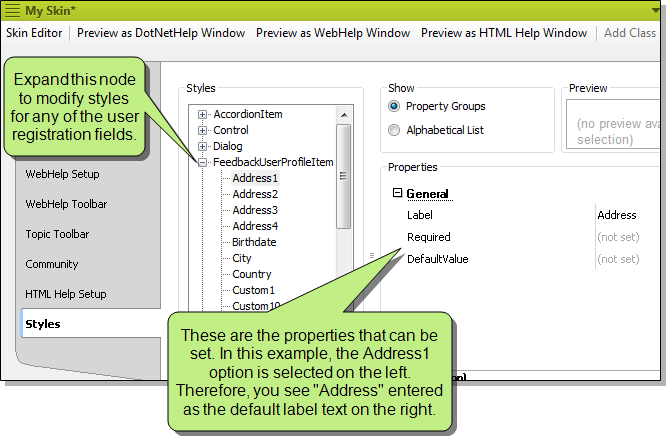 My Skin*
Skin Editor Preview as DotNetHelp Window Preview as WebHelp Window Preview as HTML Help Window Add Class
Expand this node
to modify styles
for any of the user
registration fields.
WebHelp Setup
WebHelp Toolbar
Topic Toolbar
Community
HTML Help Setup
Styles
Styles
AccordionItem
Control
Dialog
FeedbackUserProfileItem
Address1
Address2
Address3
Address4
Birthdate
City
Country
Custom1
Custom10
Show
Property Groups
Alphabetical List
Preview
(no preview ava
selection)
Properties
General
Label Address
Required (not set)
DefaultValue (not set)
These are the properties that can be
set. In this example, the Address1
option is selected on the left.
Therefore, you see "Address" entered
as the default label text on the right.